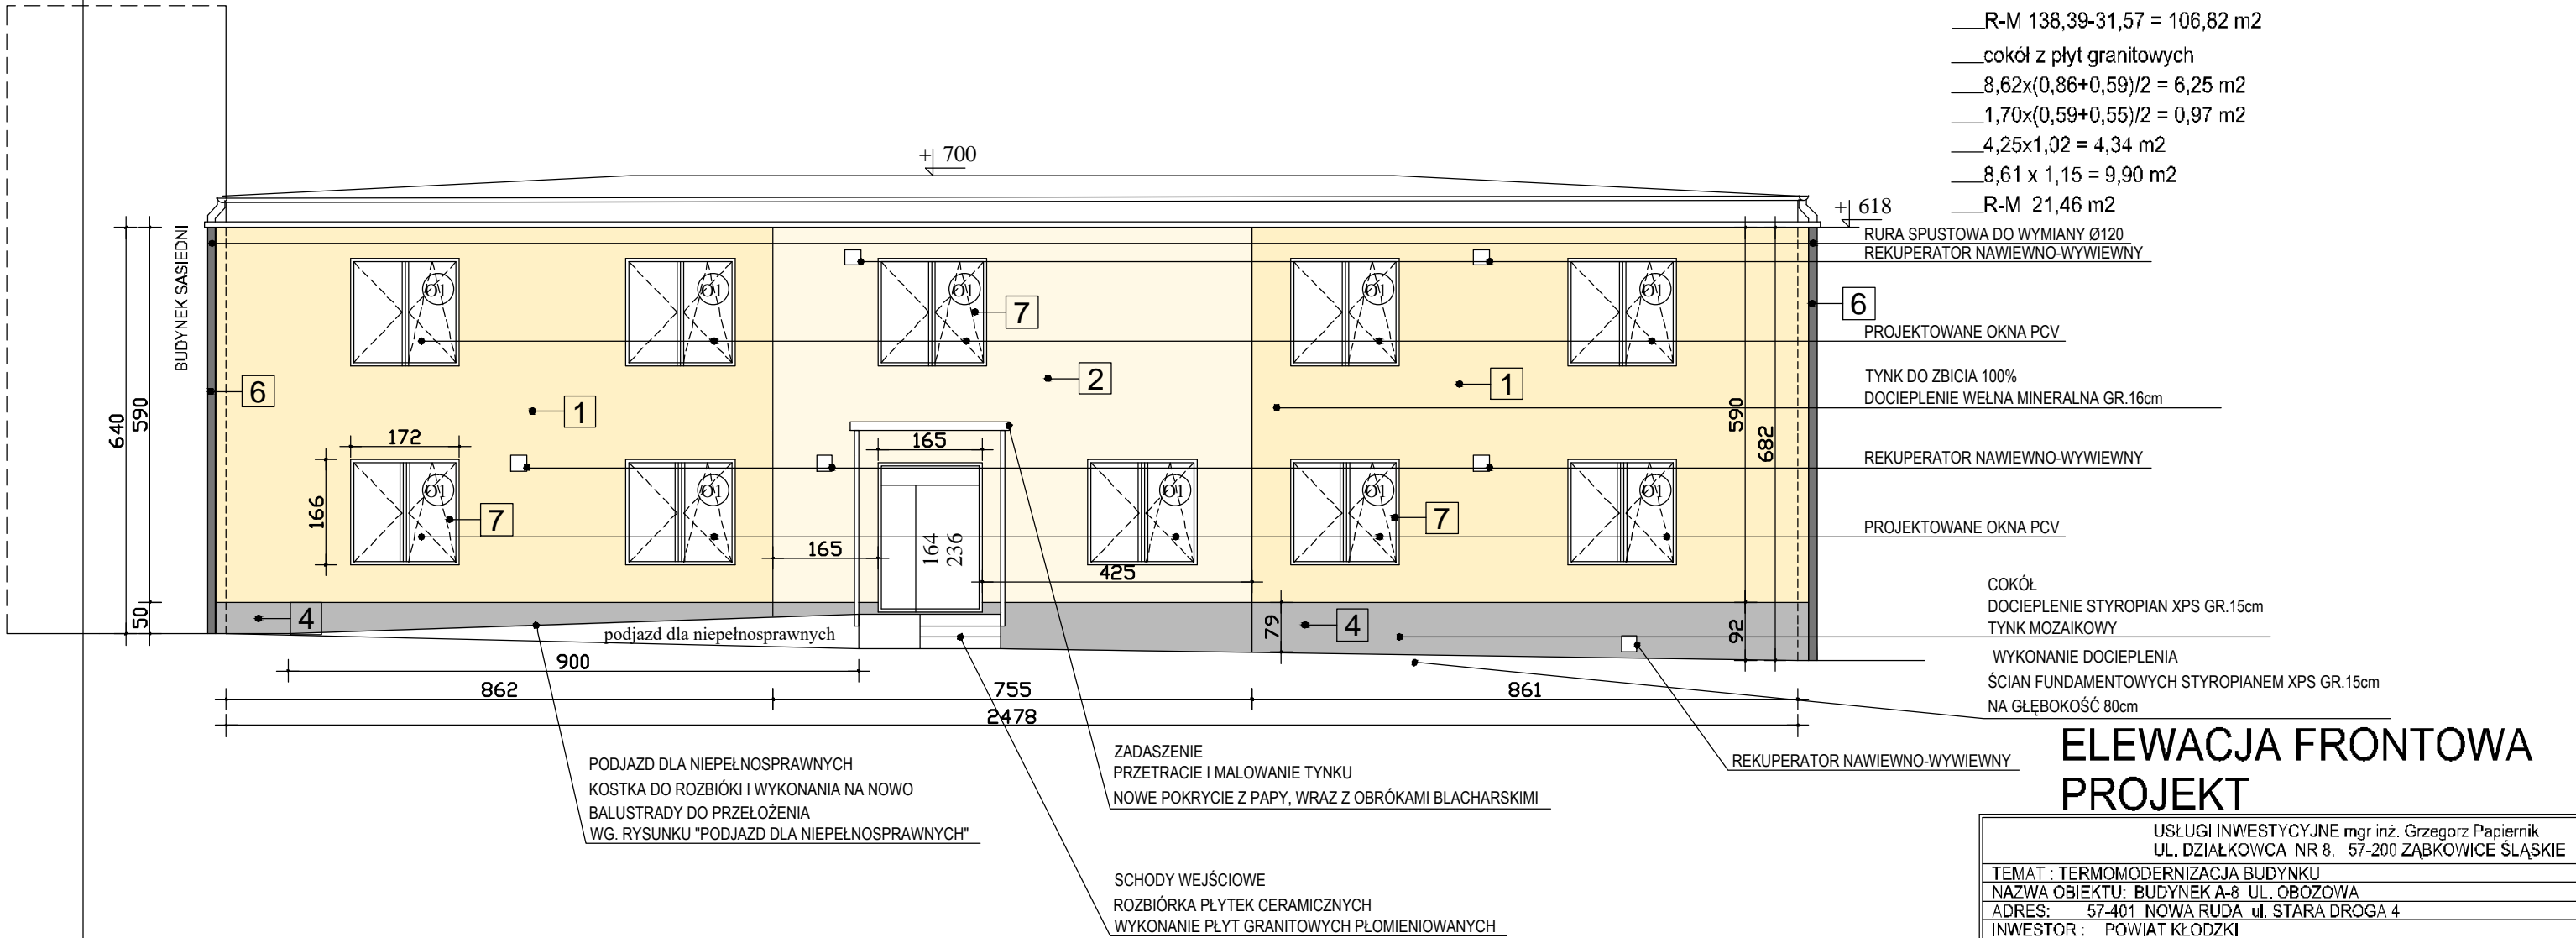 R-M 138,39-31,57 = 106,82 m2
cokół z płyt granitowych
8,62x(0,86+0,59)/2 = 6,25 m2
1,70x(0,59+0,55)/2 = 0,97 m2
4,25x1,02 = 4,34 m2
8,61 x 1,15 = 9,90 m2
R-M 21,46 m2
+ 700
+ 618
RURA SPUSTOWA DO WYMIANY Ø120
REKUPERATOR NAWIEWNO-WYWIEWNY
BUDYNEK SASIEDNI
O1
O1
O1
O1
O1
7
6
PROJEKTOWANE OKNA PCV
2
1
TYNK DO ZBICIA 100%
DOCIEPLENIE WEŁNA MINERALNA GR.16cm
6
1
640
590
590
682
172
165
REKUPERATOR NAWIEWNO-WYWIEWNY
166
O1
O1
O1
O1
O1
7
7
PROJEKTOWANE OKNA PCV
164
236
165
425
50
4
79
4
92
COKÓŁ
DOCIEPLENIE STYROPIAN XPS GR.15cm
TYNK MOZAIKOWY
podjazd dla niepełnosprawnych
WYKONANIE DOCIEPLENIA
ŚCIAN FUNDAMENTOWYCH STYROPIANEM XPS GR.15cm
NA GŁĘBOKOŚĆ 80cm
900
862
755
861
2478
ELEWACJA FRONTOWA
PROJEKT
REKUPERATOR NAWIEWNO-WYWIEWNY
PODJAZD DLA NIEPEŁNOSPRAWNYCH
KOSTKA DO ROZBIÓKI I WYKONANIA NA NOWO
BALUSTRADY DO PRZEŁOŻENIA
WG. RYSUNKU "PODJAZD DLA NIEPEŁNOSPRAWNYCH"
ZADASZENIE
PRZETRACIE I MALOWANIE TYNKU
NOWE POKRYCIE Z PAPY, WRAZ Z OBRÓKAMI BLACHARSKIMI
SCHODY WEJŚCIOWE
ROZBIÓRKA PŁYTEK CERAMICZNYCH
WYKONANIE PŁYT GRANITOWYCH PŁOMIENIOWANYCH
USŁUGI INWESTYCYJNE mgr inż. Grzegorz Papiernik
UL. DZIAŁKOWCA NR 8, 57-200 ZĄBKOWICE ŚLĄSKIE
TEMAT : TERMOMODERNIZACJA BUDYNKU
NAZWA OBIEKTU: BUDYNEK A-8 UL. OBOZOWA
ADRES: 57-401 NOWA RUDA ul. STARA DROGA 4
INWESTOR : POWIAT KŁODZKI